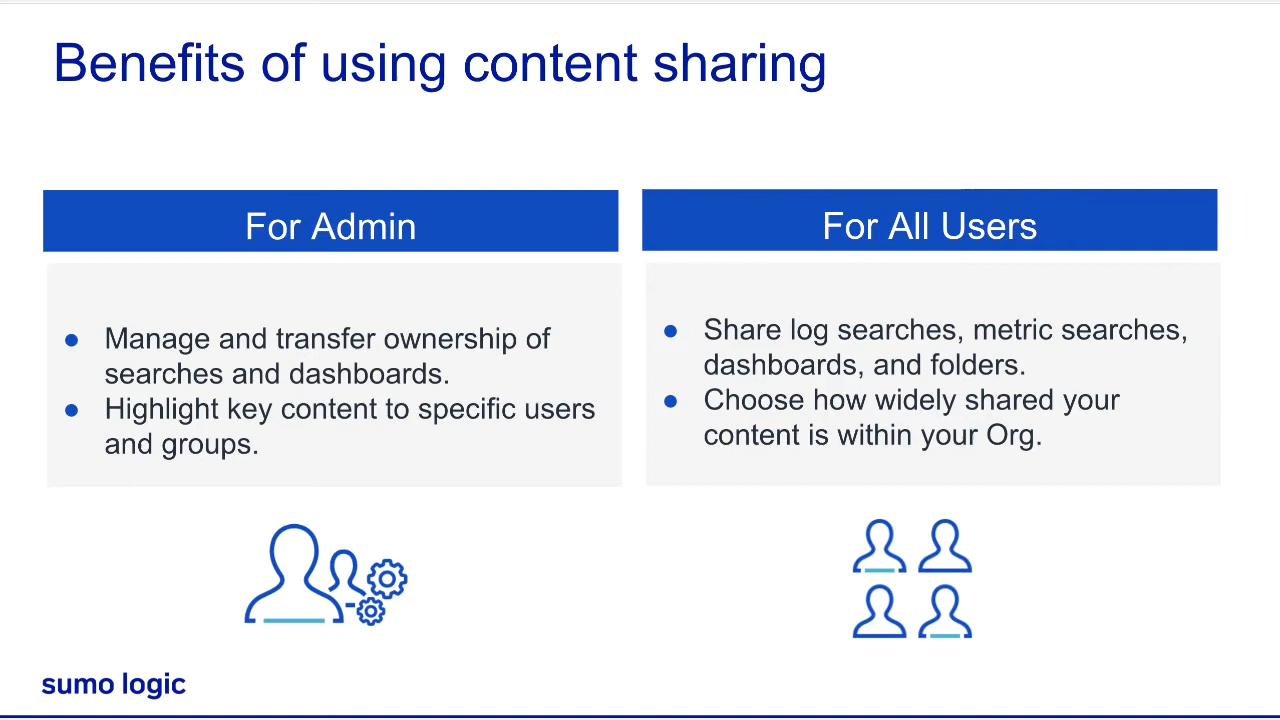 Benefits of using content sharing
For Admin
● Manage and transfer ownership of
searches and dashboards.
● Highlight key content to specific users
and groups.
For All Users
● Share log searches, metric searches,
dashboards, and folders.
● Choose how widely shared your
content is within your Org.
sumo logic